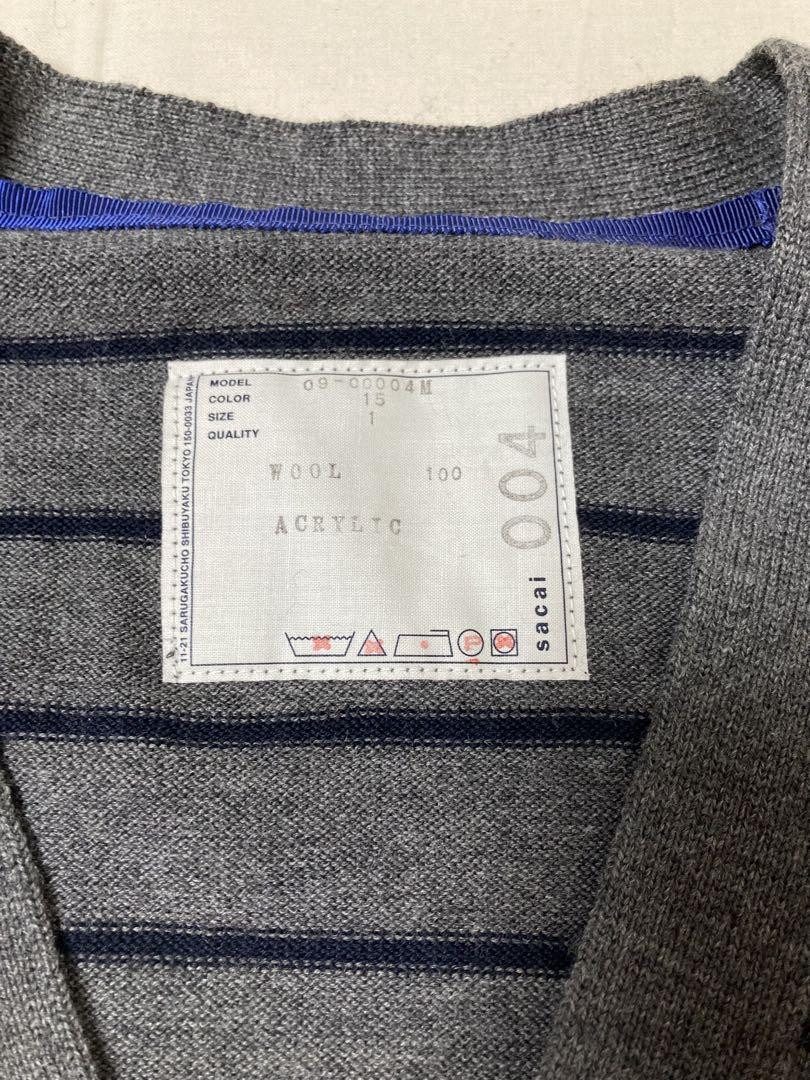 MODEL 09-00004M
COLOR 15
SIZE 1
QUALITY
WOOL 100
ACRYLIC
P
sacai 004
11-21 SARUGAKUCHO SHIBUYAKU TOKYO 150-0033 JAPAN